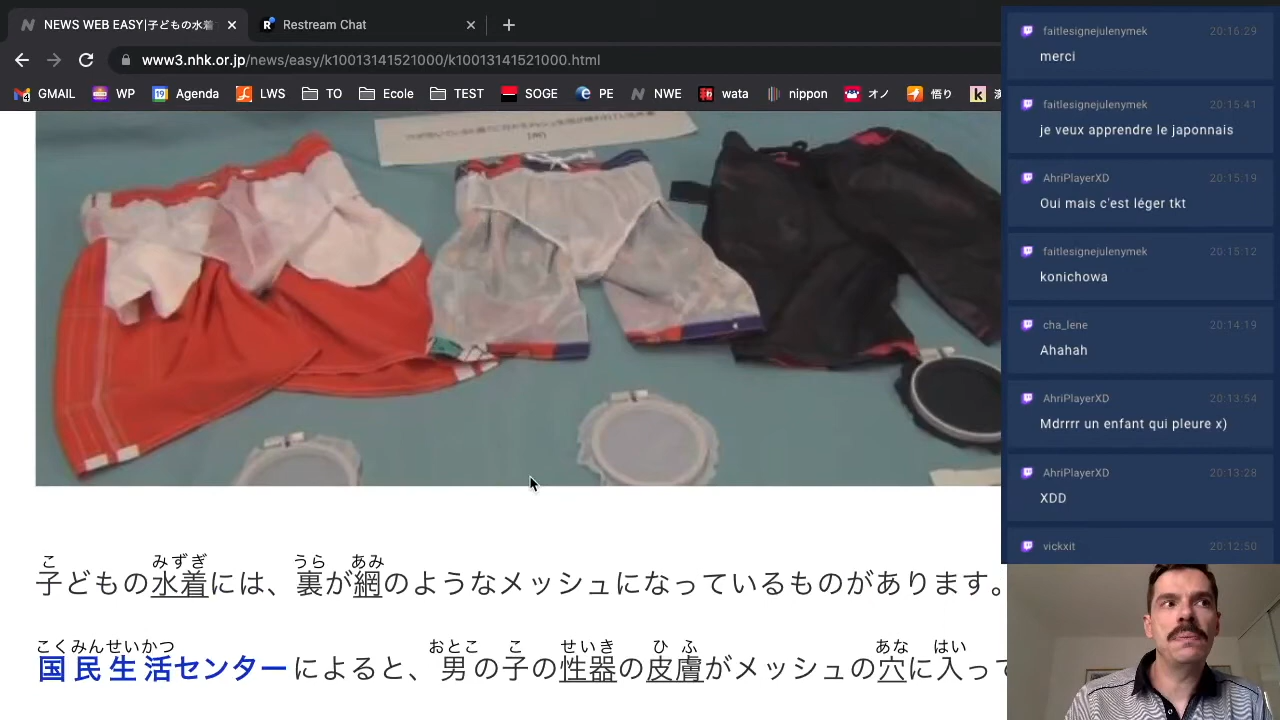 NEWS WEB EASY|子どもの水着
Restream Chat
www3.nhk.or.jp/news/easy/k10013141521000/k10013141521000.html
GMAIL WP Agenda LWS TO Ecole TEST SOGE PE NWE wata nippon オノ 悟り
faitlesignejulenymek 20:16:29
merci
faitlesignejulenymek 20:15:41
je veux apprendre le japonnais
AhriPlayerXD 20:15:19
Oui mais c'est léger tkt
faitlesignejulenymek 20:15:12
konichowa
cha_lene 20:14:19
Ahahah
AhriPlayerXD 20:13:54
Mdrrrr un enfant qui pleure x)
AhriPlayerXD 20:13:28
XDD
vickxit 20:12:50
こ みずぎ うら あみ
子どもの水着には、裏が網のようなメッシュになっているものがあります。
こくみんせいかつ おとこ こ せいき ひふ あな はい
国民生活センターによると、男の子の性器の皮膚がメッシュの穴に入って